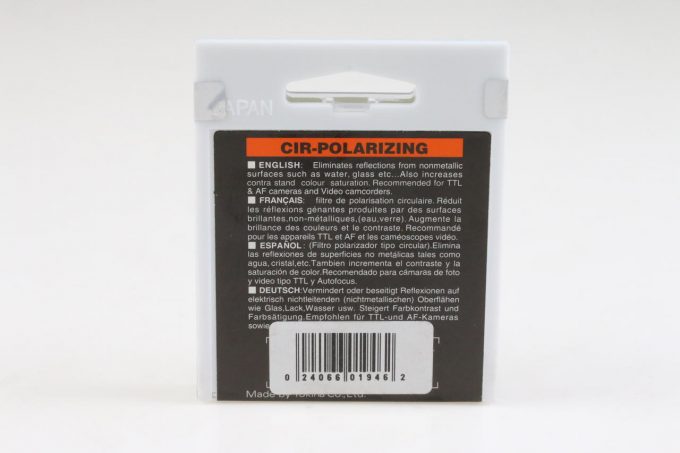 JAPAN
CIR-POLARIZING
■ ENGLISH: Eliminates reflections from nonmetallic
surfaces such as water, glass etc...Also increases
contra stand colour saturation. Recommended for TTL
& AF cameras and Video camcorders.
■ FRANÇAIS: filtre de polarisation circulaire. Réduit
les réflexions génantes produites par des surfaces
brillantes,non-métalliques,(eau,verre). Augmente la
brillance des couleurs et le contraste. Recommandé
pour les appareils TTL et AF et les caméoscopes vidéo.
■ ESPAÑOL: (Filtro polarizador tipo circular).Elimina
las reflexiones de superficies no metálicas tales como
agua,cristal,etc.Tambien incrementa el contraste y la
saturación de color.Recomendado para cámaras de foto
y video tipo TTL y Autofocus.
■ DEUTSCH:Vermindert oder beseitigt Reflexionen auf
elektrisch nichtleitenden (nichtmetallischen) Oberflähen
wie Glas,Lack,Wasser usw. Steigert Farbkontrast und
Farbsätigung.Empfohlen für TTL-und AF-Kameras
sowie
0 24066 01946 2
Made by Tokina Co.,Ltd.